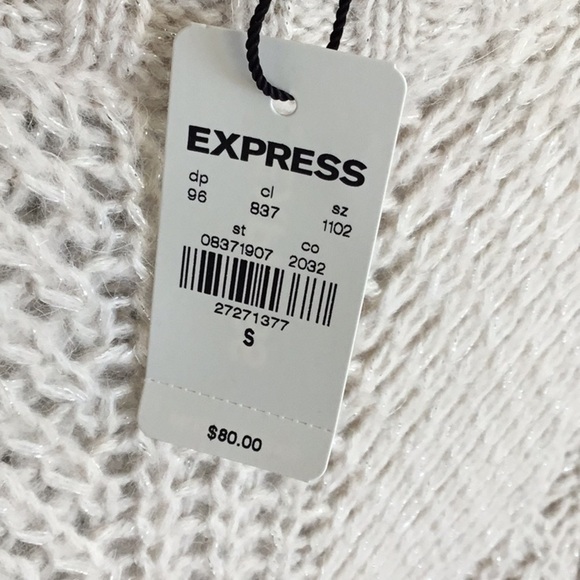 EXPRESS
dp cl sz
96 837 1102
st co
08371907 2032
27271377
S
$80.00